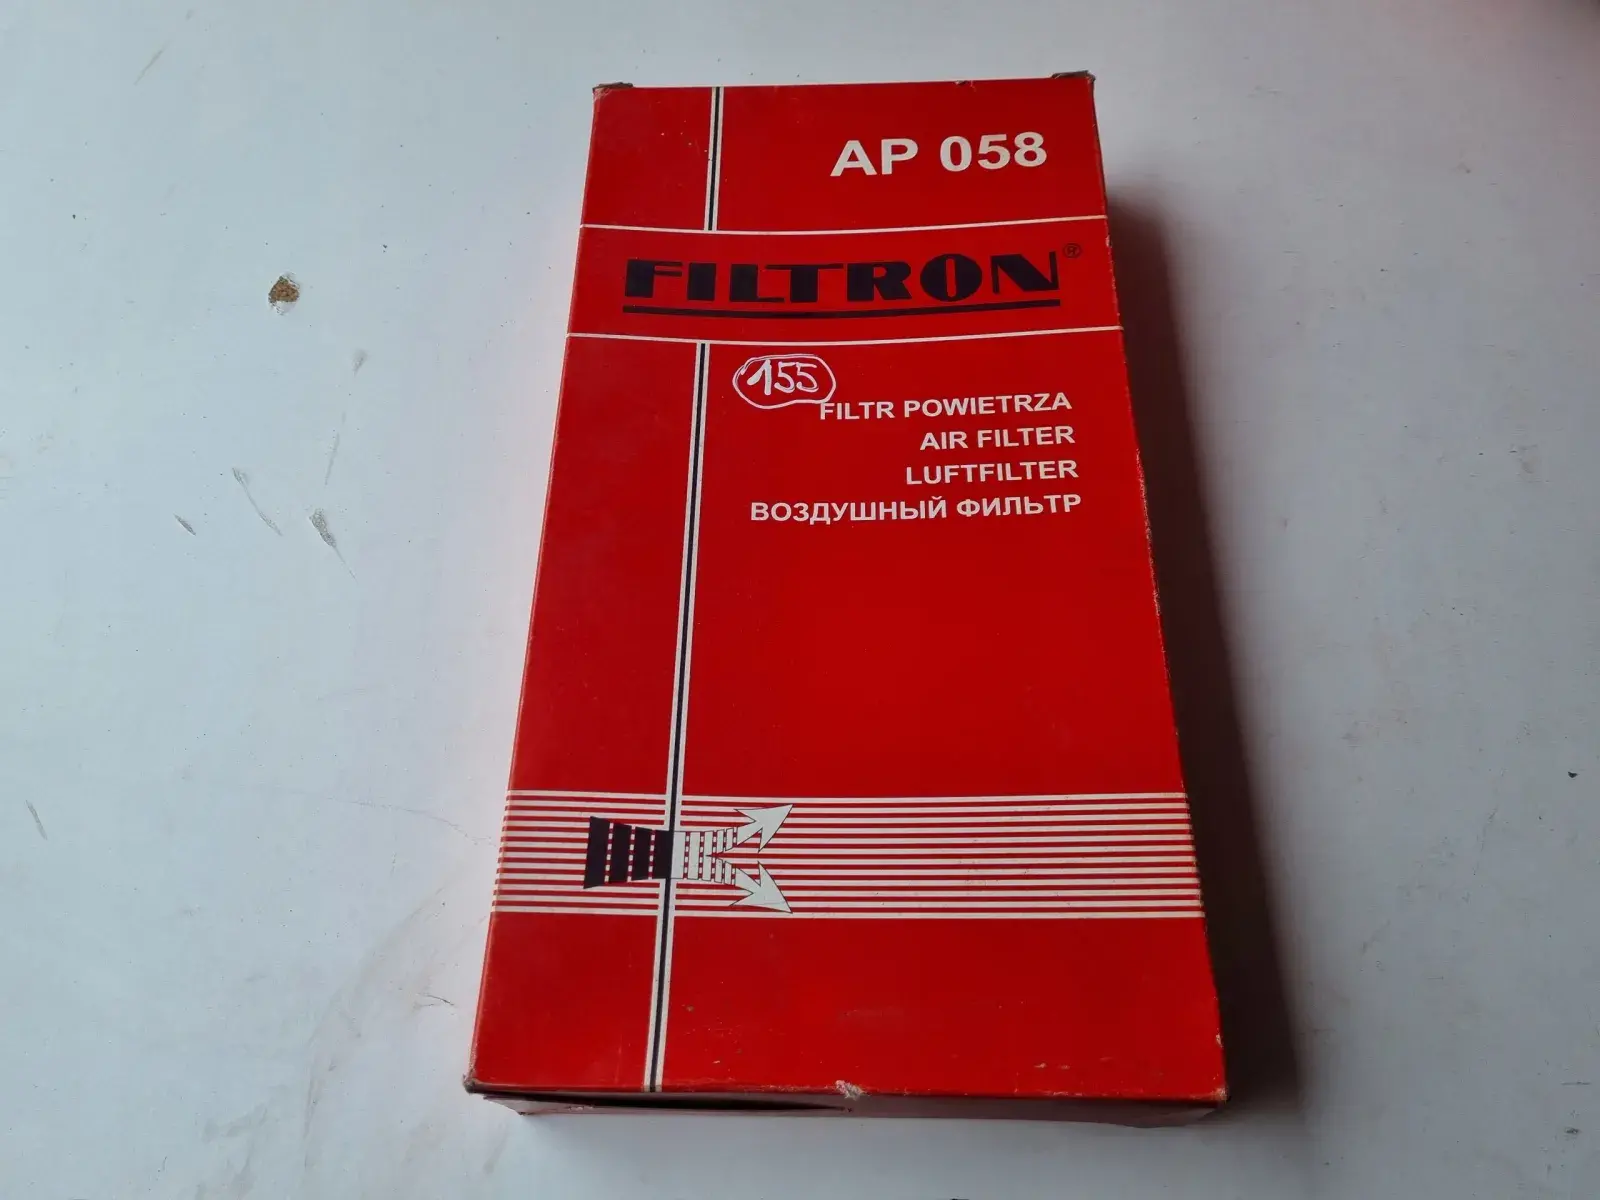 AP 058
FILTRON®
155
FILTR POWIETRZA
AIR FILTER
LUFTFILTER
ВОЗДУШНЫЙ ФИЛЬТР